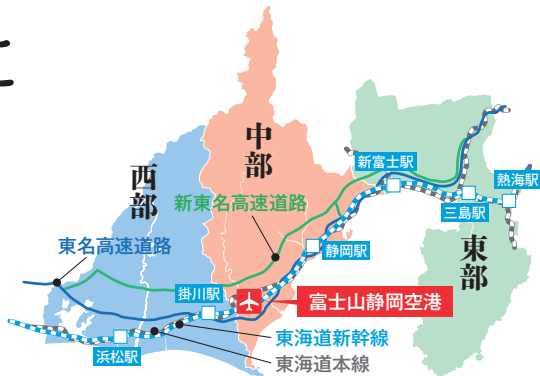 中部
西部
東部
新富士駅
熱海駅
三島駅
新東名高速道路
静岡駅
東名高速道路
掛川駅
富士山静岡空港
東海道新幹線
東海道本線
浜松駅